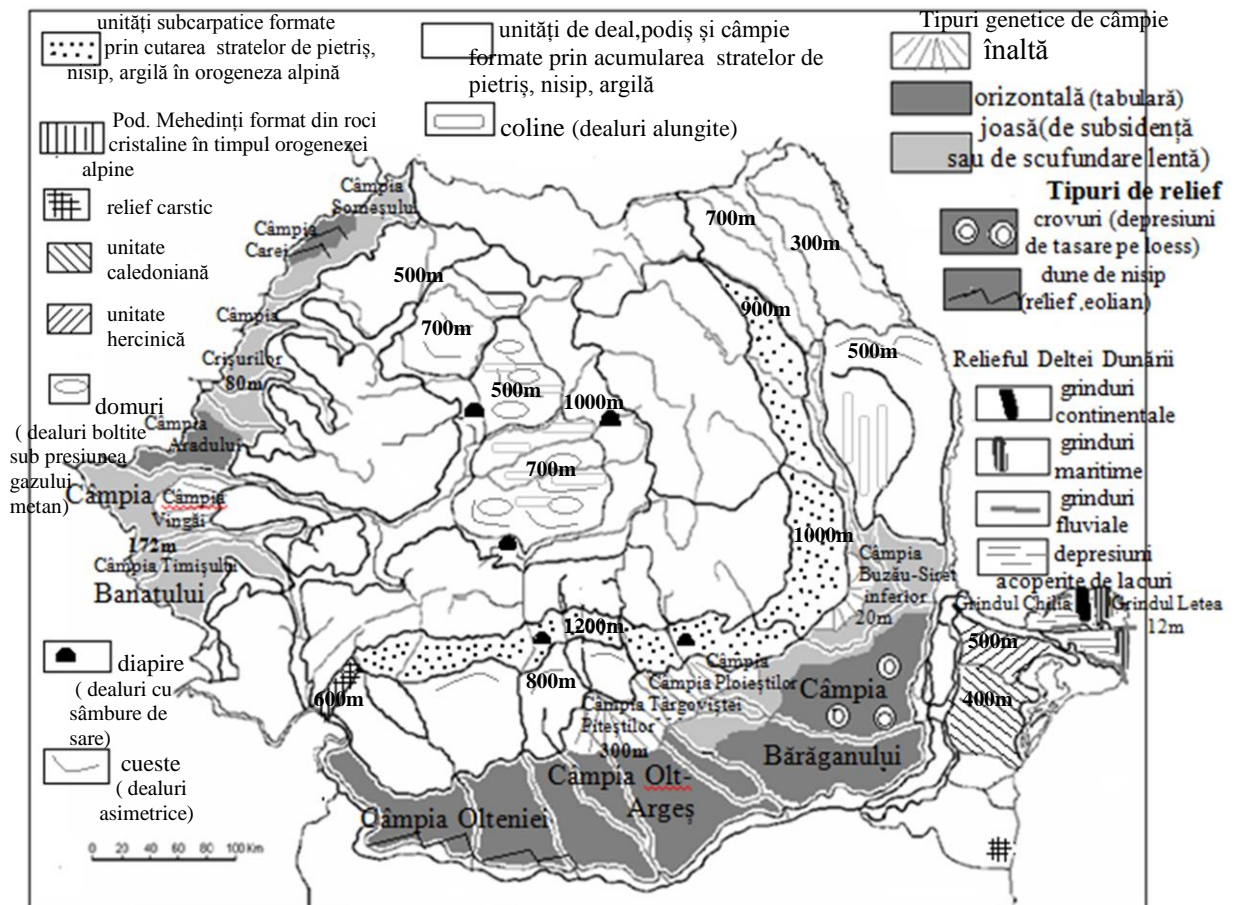 unități subcarpatice formate
prin cutarea stratelor de pietriș,
nisip, argilă în orogeneza alpină
Pod. Mehedinți format din roci
cristaline în timpul orogenezei
alpine
relief carstic
unitate
caledoniană
unitate
hercinică
domuri
( dealuri boltite
sub presiunea
gazului
metan)
diapire
( dealuri cu
sâmbure de
sare)
cueste
( dealuri
asimetrice)
0 20 40 60 80 100 Km
unități de deal,podiș și câmpie
formate prin acumularea stratelor de
pietriș, nisip, argilă
coline (dealuri alungite)
Tipuri genetice de câmpie
înaltă
orizontală (tabulară)
joasă(de subsidență
sau de scufundare lentă)
Tipuri de relief
crovuri (depresiuni
de tasare pe loess)
dune de nisip
(relief ,eolian)
Relieful Deltei Dunării
grinduri
continentale
grinduri
maritime
grinduri
fluviale
depresiuni
acoperite de lacuri
Grindul Chilia
Grindul Letea
12m
Câmpia
Someșului
Câmpia
Carei
Câmpia
Crișurilor
80m
Câmpia
Aradului
Câmpia
Câmpia
Vingăi
172m
Câmpia Timișului
Banatului
500m
700m
500m
1000m
700m
700m
300m
900m
500m
1000m
Câmpia
Buzău-Siret
inferior
20m
1200m
600m
800m
Câmpia
Câmpia Ploieștilor
Câmpia Târgoviștei
Piteștilor
300m
Câmpia
Bărăganului
Câmpia Olt-
Argeș
Câmpia Olteniei
500m
400m